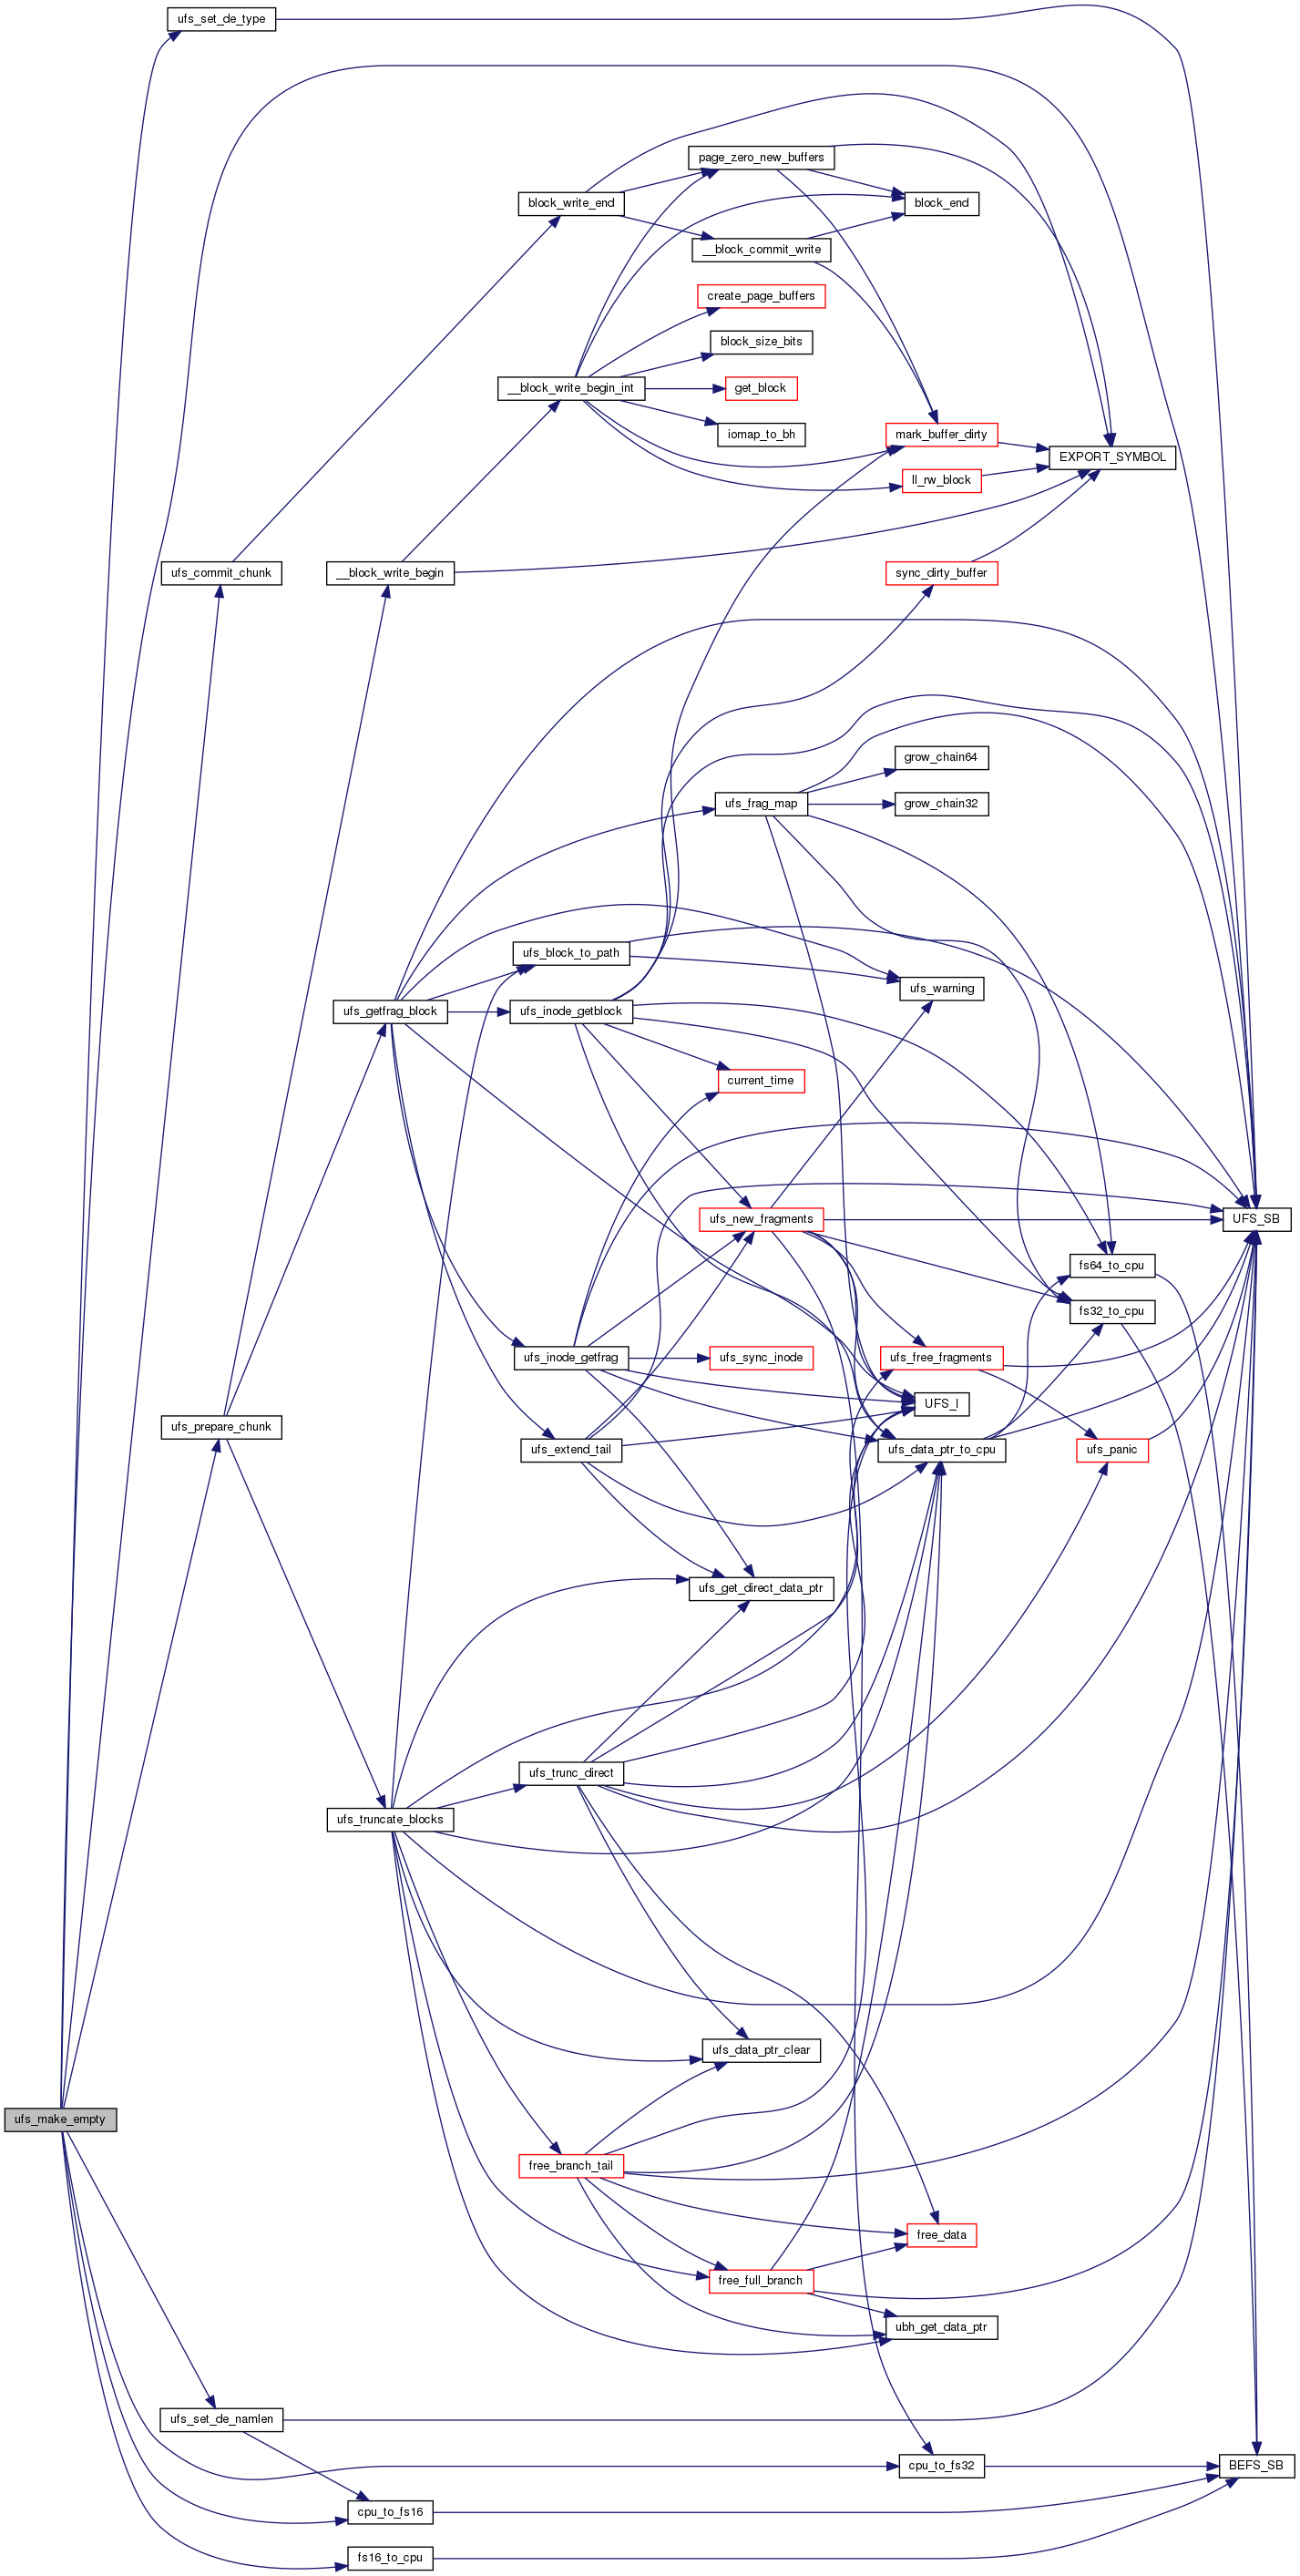 ufs_set_de_type
page_zero_new_buffers
block_write_end
block_end
__block_commit_write
create_page_buffers
block_size_bits
__block_write_begin_int
get_block
iomap_to_bh
mark_buffer_dirty
EXPORT_SYMBOL
ll_rw_block
ufs_commit_chunk
__block_write_begin
sync_dirty_buffer
grow_chain64
ufs_frag_map
grow_chain32
ufs_block_to_path
ufs_warning
ufs_getfrag_block
ufs_inode_getblock
current_time
ufs_new_fragments
UFS_SB
fs64_to_cpu
fs32_to_cpu
ufs_inode_getfrag
ufs_sync_inode
ufs_free_fragments
UFS_I
ufs_prepare_chunk
ufs_extend_tail
ufs_data_ptr_to_cpu
ufs_panic
ufs_get_direct_data_ptr
ufs_trunc_direct
ufs_truncate_blocks
ufs_data_ptr_clear
ufs_make_empty
free_branch_tail
free_data
free_full_branch
ubh_get_data_ptr
ufs_set_de_namlen
cpu_to_fs32
BEFS_SB
cpu_to_fs16
fs16_to_cpu